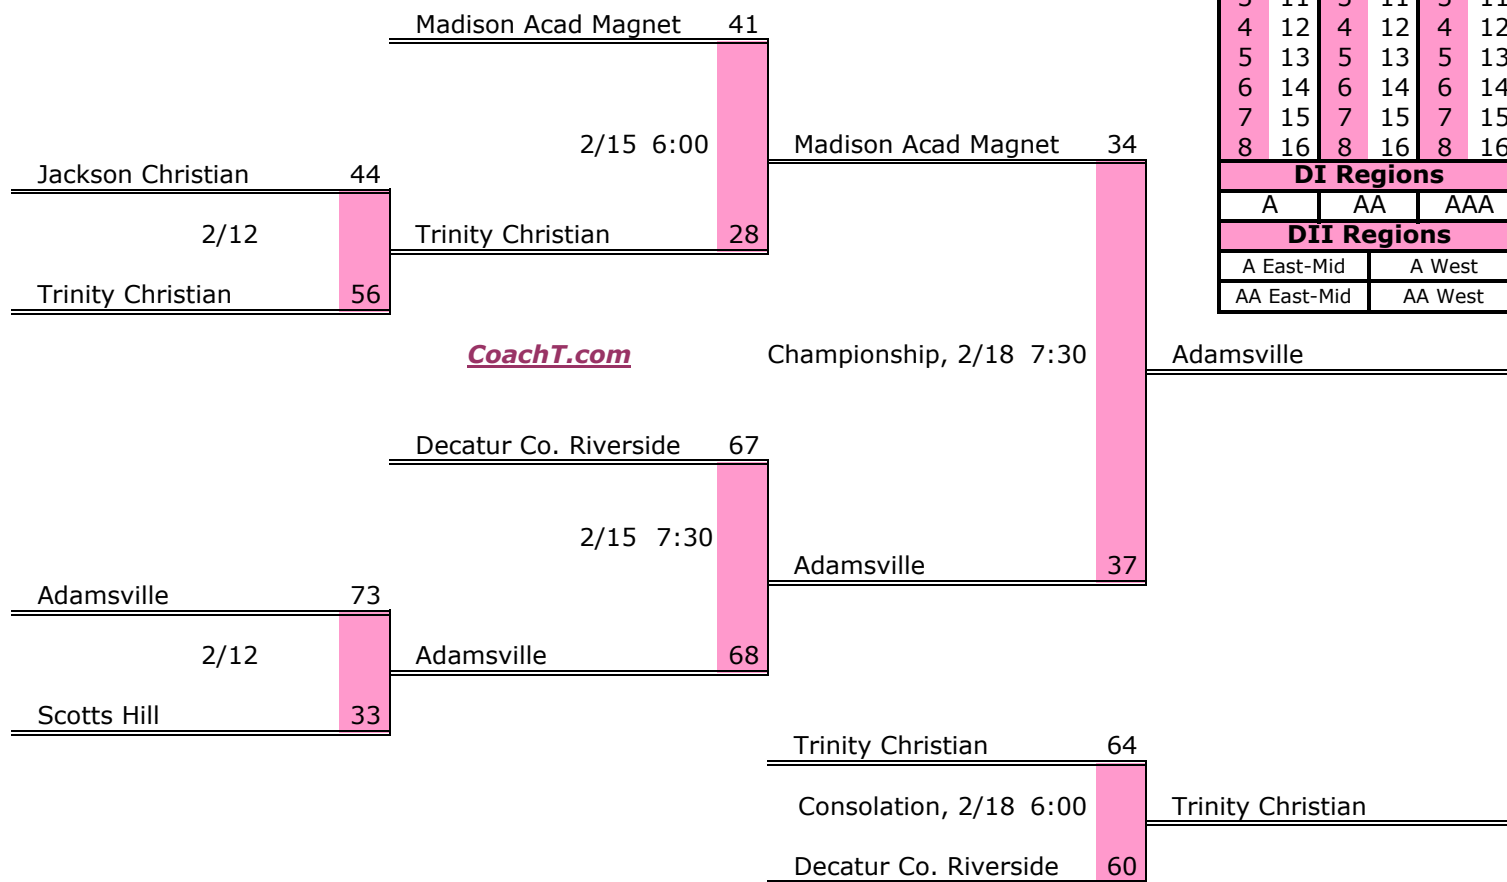 Madison Acad Magnet 41
2/15 6:00
Madison Acad Magnet 34
Jackson Christian 44
2/12
Trinity Christian 28
Trinity Christian 56
CoachT.com
Championship, 2/18 7:30
Adamsville
Decatur Co. Riverside 67
2/15 7:30
Adamsville 37
Adamsville 73
2/12
Adamsville 68
Scotts Hill 33
Trinity Christian 64
Consolation, 2/18 6:00
Trinity Christian
Decatur Co. Riverside 60
4 12 4 12 4 12
5 13 5 13 5 13
6 14 6 14 6 14
7 15 7 15 7 15
8 16 8 16 8 16
DI Regions
A AA AAA
DII Regions
A East-Mid A West
AA East-Mid AA West